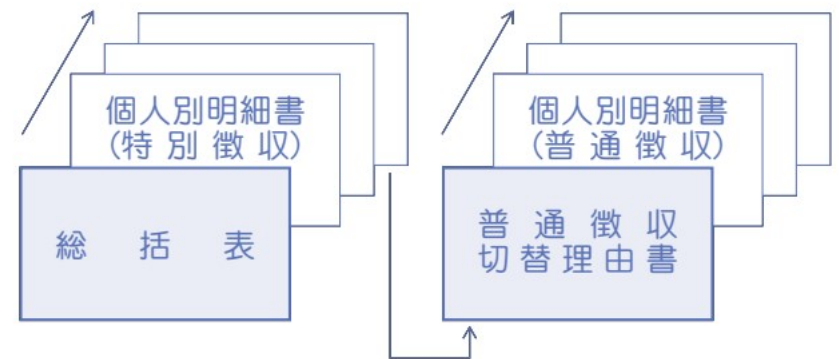 個人別明細書
(特別徴収)
総括表
個人別明細書
(普通徴収)
普通徴収
切替理由書